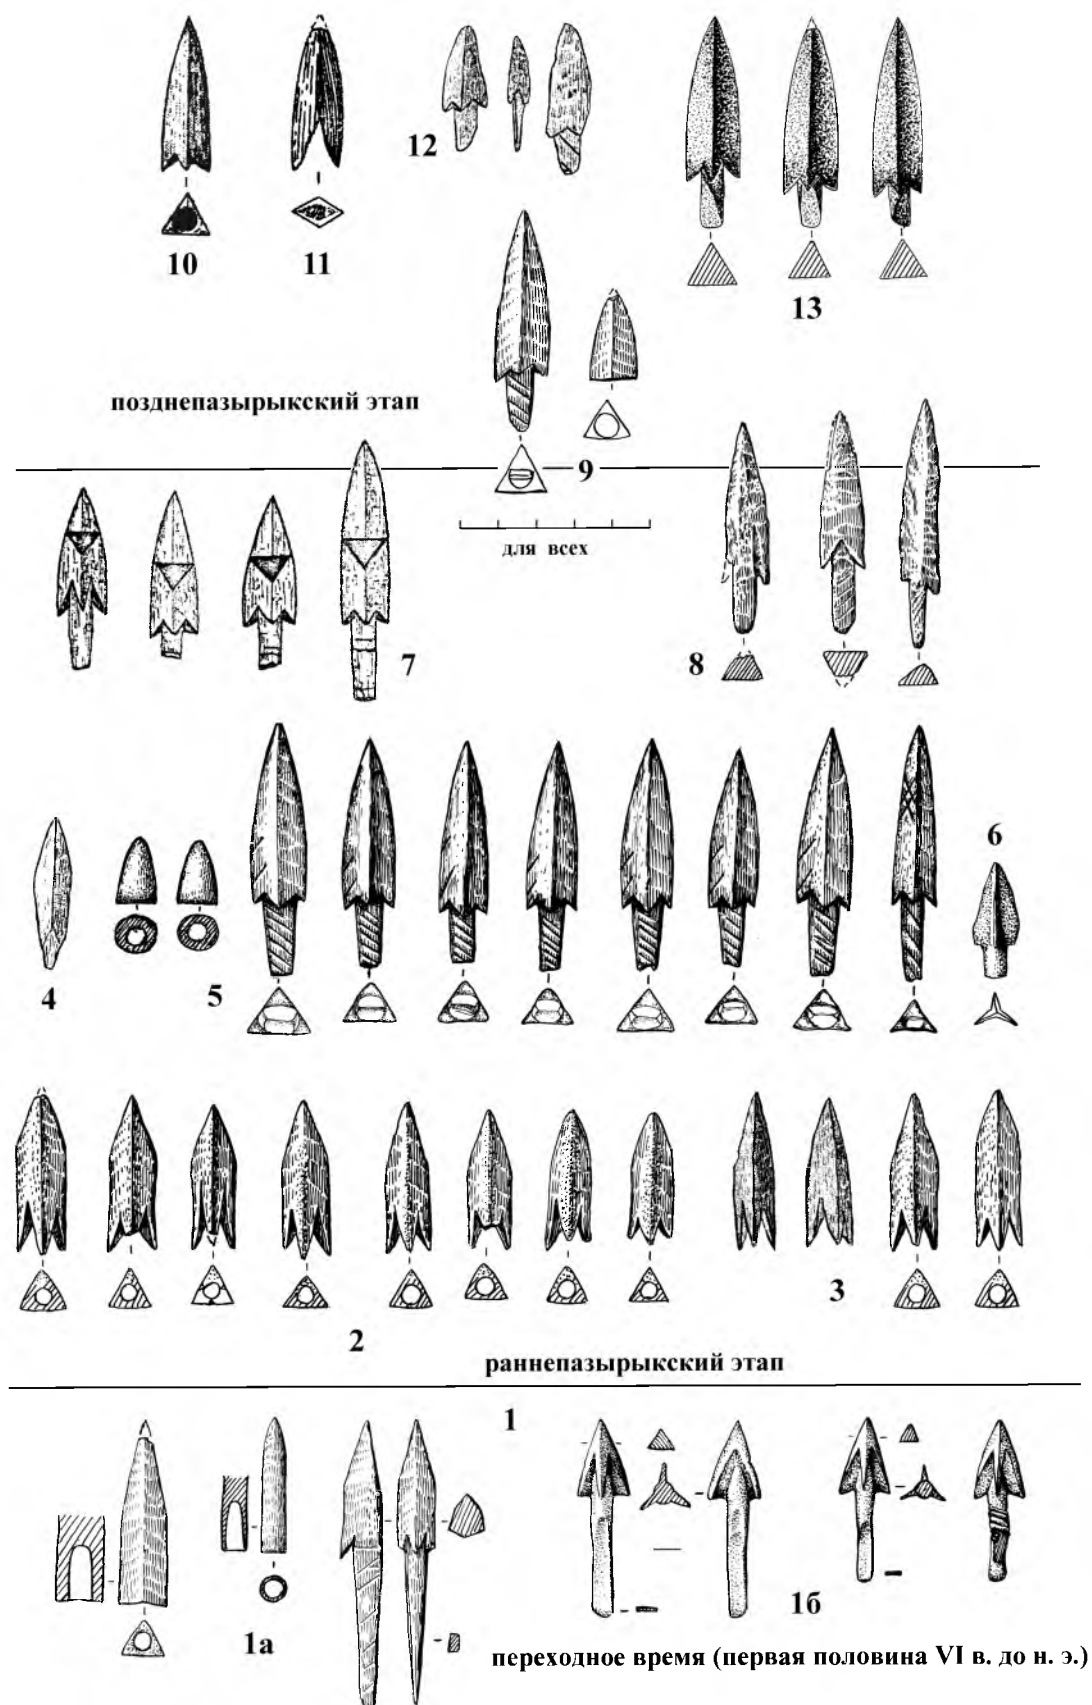 10
11
12
13
позднепазырыкский этап
9
для всех
7
8
4
5
6
2
3
раннепазырыкский этап
1
1а
1б
переходное время (первая половина VI в. до н. э.)